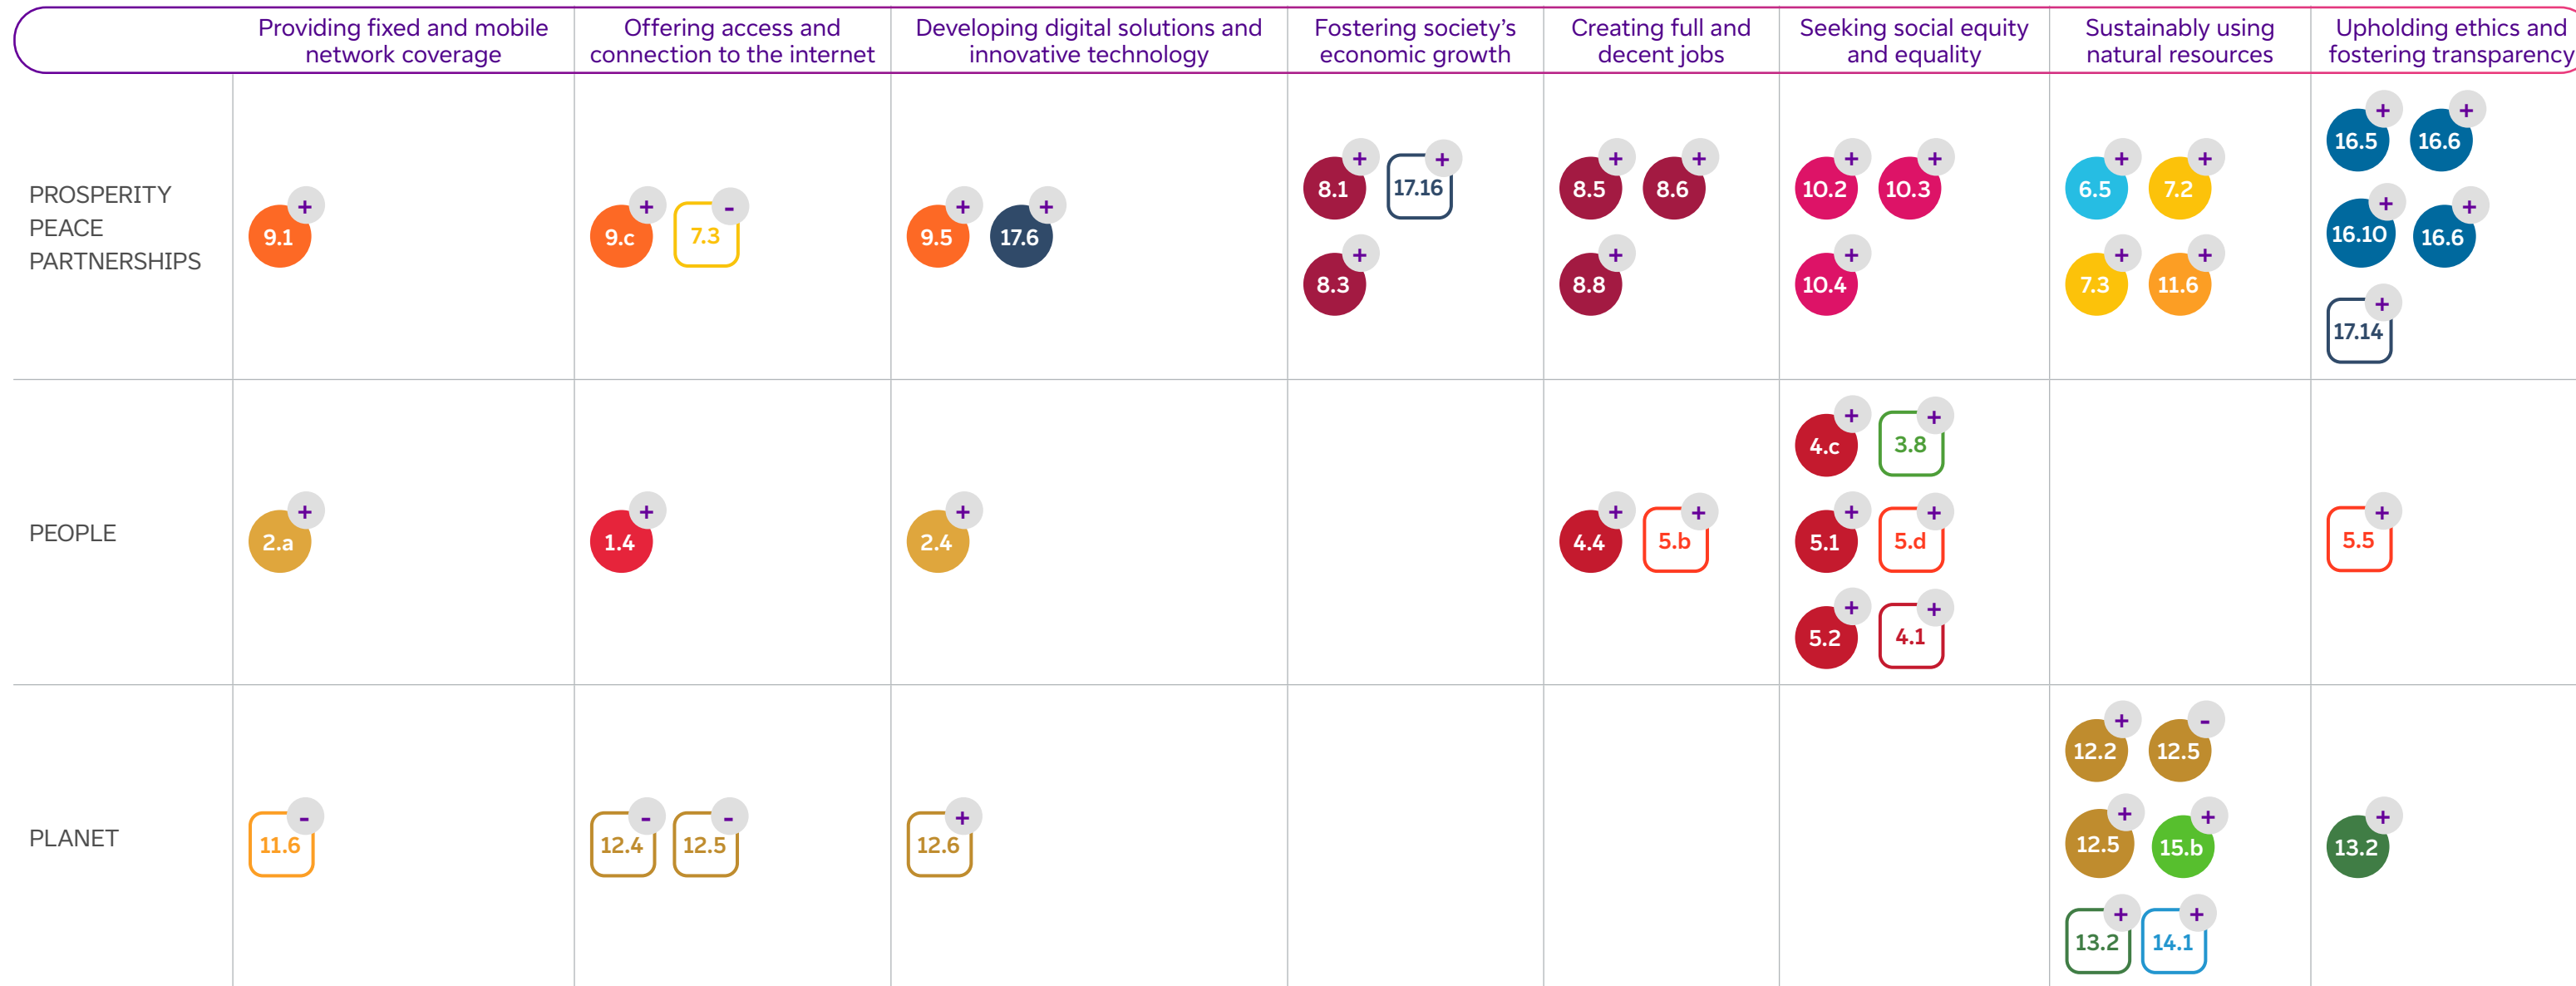 Providing fixed and mobile
network coverage
Offering access and
connection to the internet
Developing digital solutions and
innovative technology
Fostering society's
economic growth
Creating full and
decent jobs
Seeking social equity
and equality
Sustainably using
natural resources
Upholding ethics and
fostering transparency
PROSPERITY
PEACE
PARTNERSHIPS
9.1 +
9.c + 7.3 -
9.5 + 17.6 +
8.1 + 17.16 +
8.3 +
8.5 + 8.6 +
8.8 +
10.2 + 10.3 +
10.4 +
6.5 + 7.2 +
7.3 + 11.6 +
16.5 + 16.6 +
16.10 + 16.6 +
17.14 +
PEOPLE
2.a +
1.4 +
2.4 +
4.4 + 5.b +
4.c + 3.8 +
5.1 + 5.d +
5.2 + 4.1 +
5.5 +
PLANET
11.6 -
12.4 - 12.5 -
12.6 +
12.2 + 12.5 -
12.5 + 15.b +
13.2 + 14.1 +
13.2 +